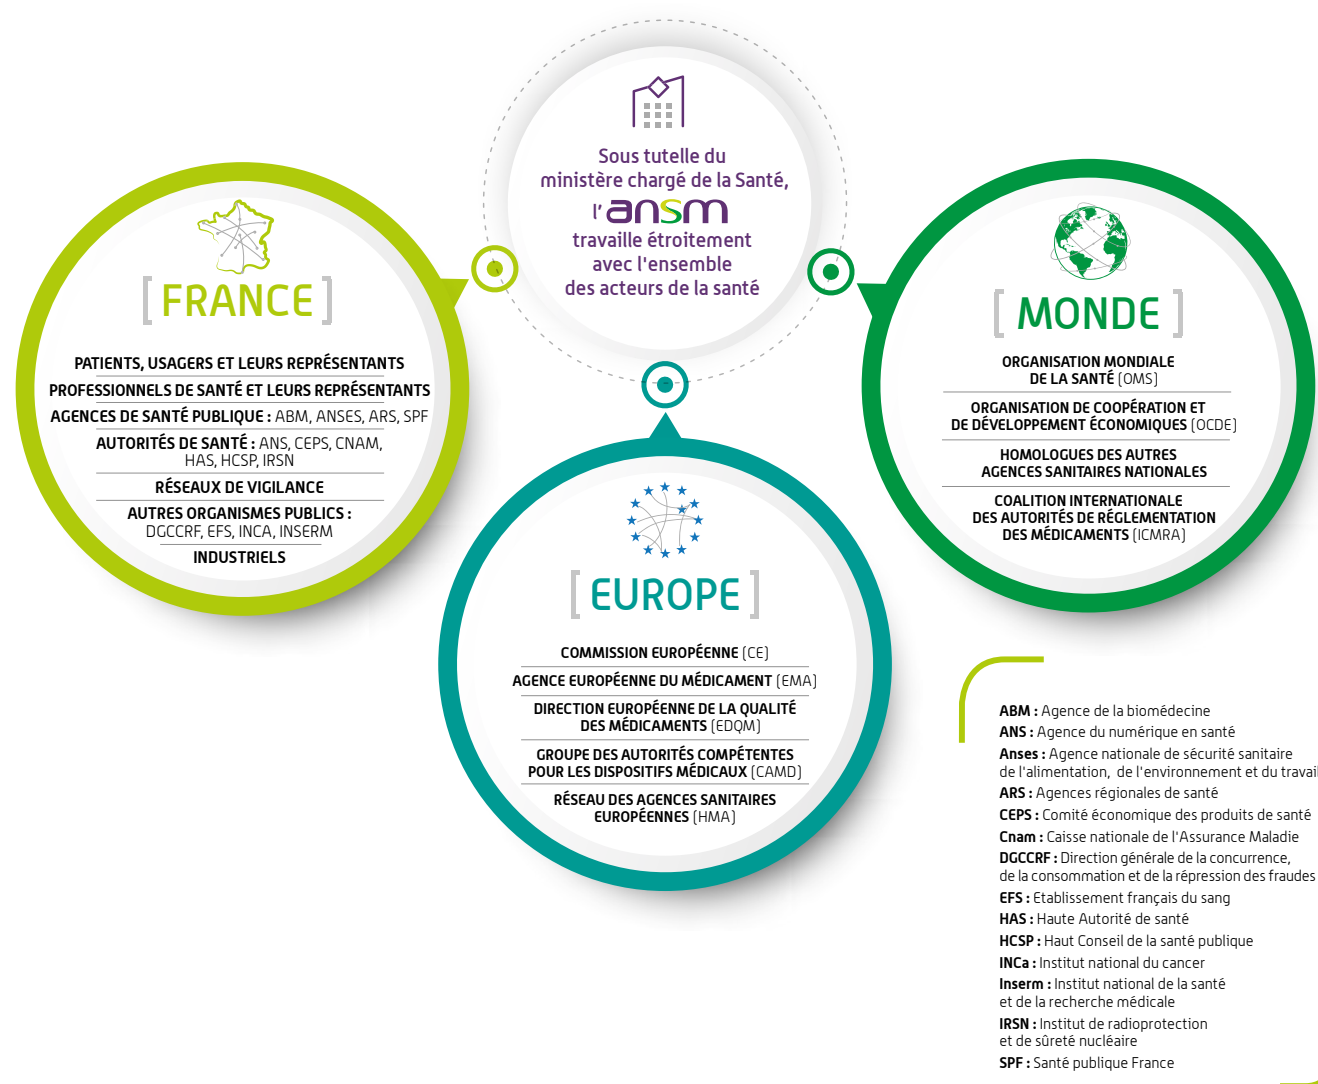 Sous tutelle du
ministère chargé de la Santé,
l'ansm
travaille étroitement
avec l'ensemble
des acteurs de la santé
[FRANCE]
PATIENTS, USAGERS ET LEURS REPRÉSENTANTS
PROFESSIONNELS DE SANTÉ ET LEURS REPRÉSENTANTS
AGENCES DE SANTÉ PUBLIQUE : ABM, ANSES, ARS, SPF
AUTORITÉS DE SANTÉ : ANS, CEPS, CNAM,
HAS, HCSP, IRSN
RÉSEAUX DE VIGILANCE
AUTRES ORGANISMES PUBLICS :
DGCCRF, EFS, INCA, INSERM
INDUSTRIELS
[EUROPE]
COMMISSION EUROPÉENNE (CE)
AGENCE EUROPÉENNE DU MÉDICAMENT (EMA)
DIRECTION EUROPÉENNE DE LA QUALITÉ
DES MÉDICAMENTS (EDQM)
GROUPE DES AUTORITÉS COMPÉTENTES
POUR LES DISPOSITIFS MÉDICAUX (CAMD)
RÉSEAU DES AGENCES SANITAIRES
EUROPÉENNES (HMA)
[MONDE]
ORGANISATION MONDIALE
DE LA SANTÉ (OMS)
ORGANISATION DE COOPÉRATION ET
DE DÉVELOPPEMENT ÉCONOMIQUES (OCDE)
HOMOLOGUES DES AUTRES
AGENCES SANITAIRES NATIONALES
COALITION INTERNATIONALE
DES AUTORITÉS DE RÉGLEMENTATION
DES MÉDICAMENTS (ICMRA)
ABM : Agence de la biomédecine
ANS : Agence du numérique en santé
Anses : Agence nationale de sécurité sanitaire
de l'alimentation, de l'environnement et du travail
ARS : Agences régionales de santé
CEPS : Comité économique des produits de santé
Cnam : Caisse nationale de l'Assurance Maladie
DGCCRF : Direction générale de la concurrence,
de la consommation et de la répression des fraudes
EFS : Etablissement français du sang
HAS : Haute Autorité de santé
HCSP : Haut Conseil de la santé publique
INCa : Institut national du cancer
Inserm : Institut national de la santé
et de la recherche médicale
IRSN : Institut de radioprotection
et de sûreté nucléaire
SPF : Santé publique France